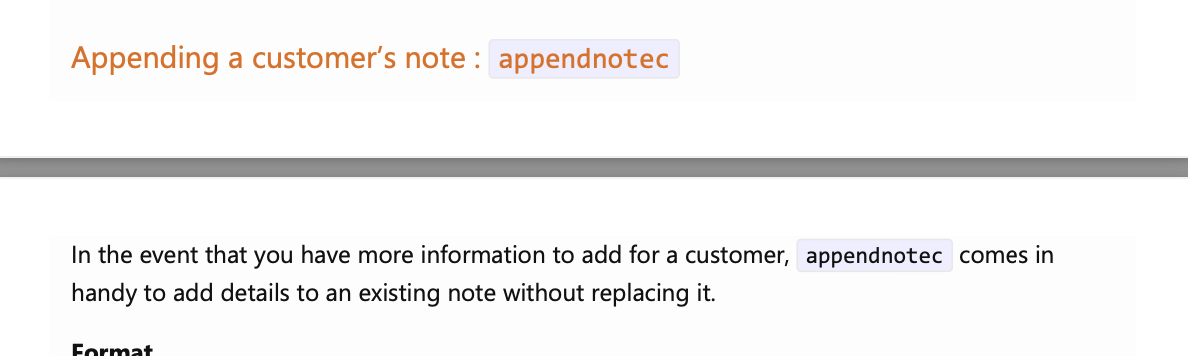 Appending a customer’s note : appendnotec
In the event that you have more information to add for a customer, appendnotec comes in
handy to add details to an existing note without replacing it.
Format